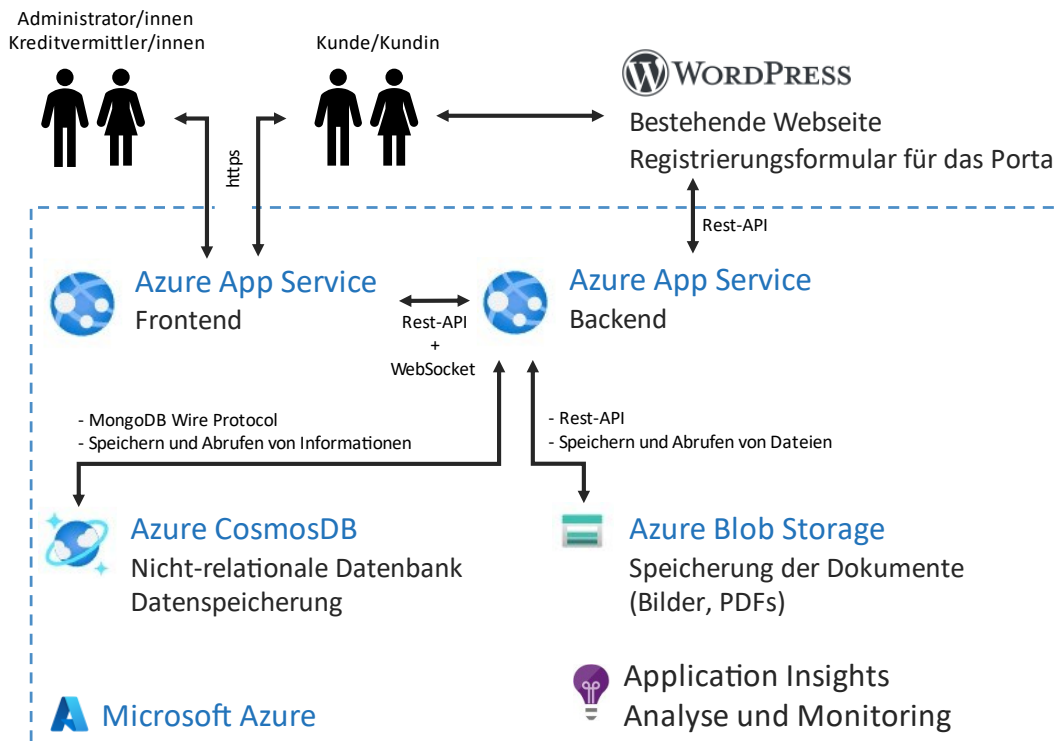 Administrator/innen
Kreditvermittler/innen
Kunde/Kundin
WORDPRESS
Bestehende Webseite
Registrierungsformular für das Porta
https
Rest-API
Azure App Service
Frontend
Rest-API
+
WebSocket
Azure App Service
Backend
- MongoDB Wire Protocol
- Speichern und Abrufen von Informationen
- Rest-API
- Speichern und Abrufen von Dateien
Azure CosmosDB
Nicht-relationale Datenbank
Datenspeicherung
Azure Blob Storage
Speicherung der Dokumente
(Bilder, PDFs)
Application Insights
Analyse und Monitoring
Microsoft Azure